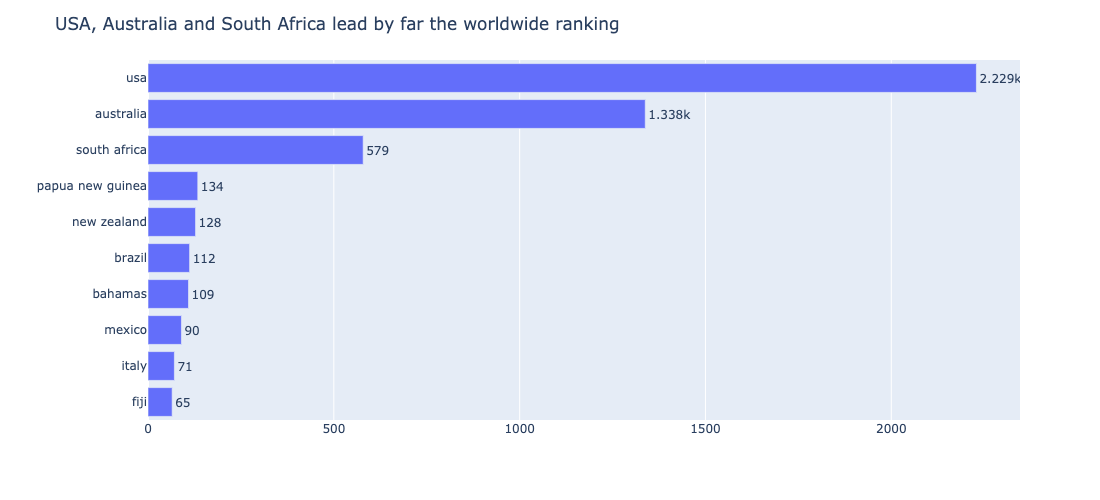 USA, Australia and South Africa lead by far the worldwide ranking
usa 2.229k
australia 1.338k
south africa 579
papua new guinea 134
new zealand 128
brazil 112
bahamas 109
mexico 90
italy 71
fiji 65
0 500 1000 1500 2000